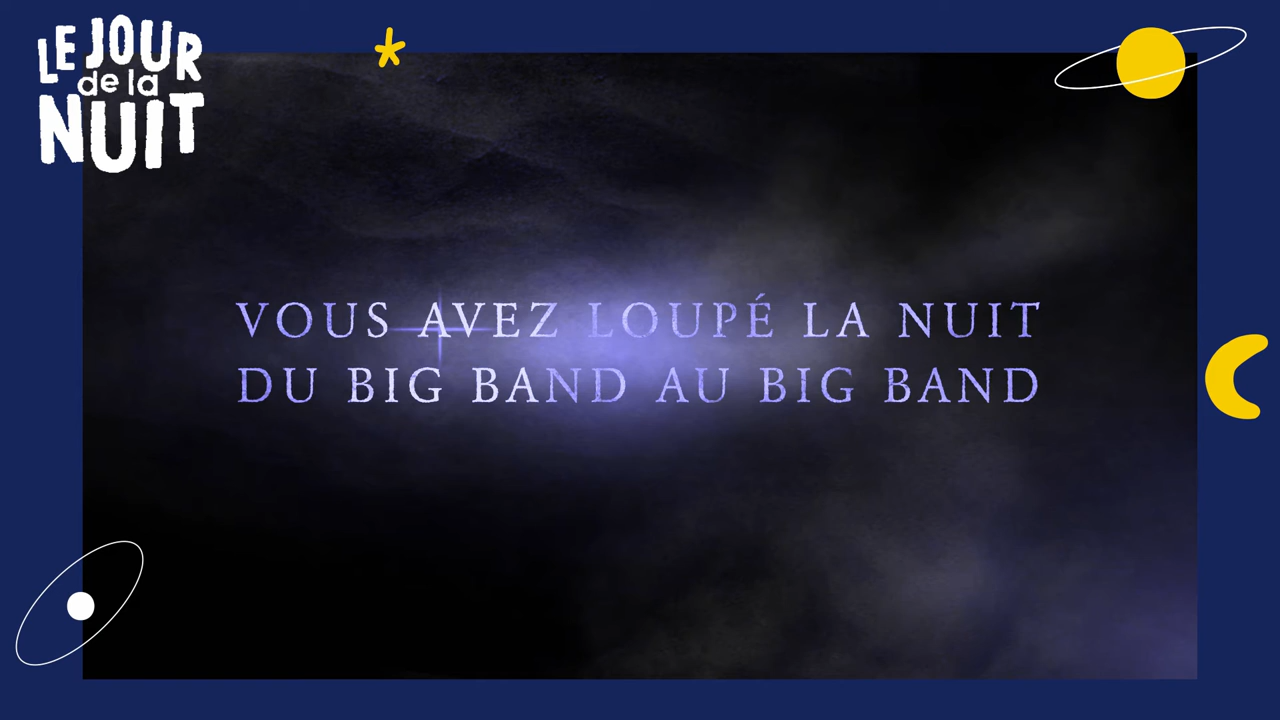 LE JOUR
de la
NUIT
VOUS AVEZ LOUPÉ LA NUIT
DU BIG BAND AU BIG BAND